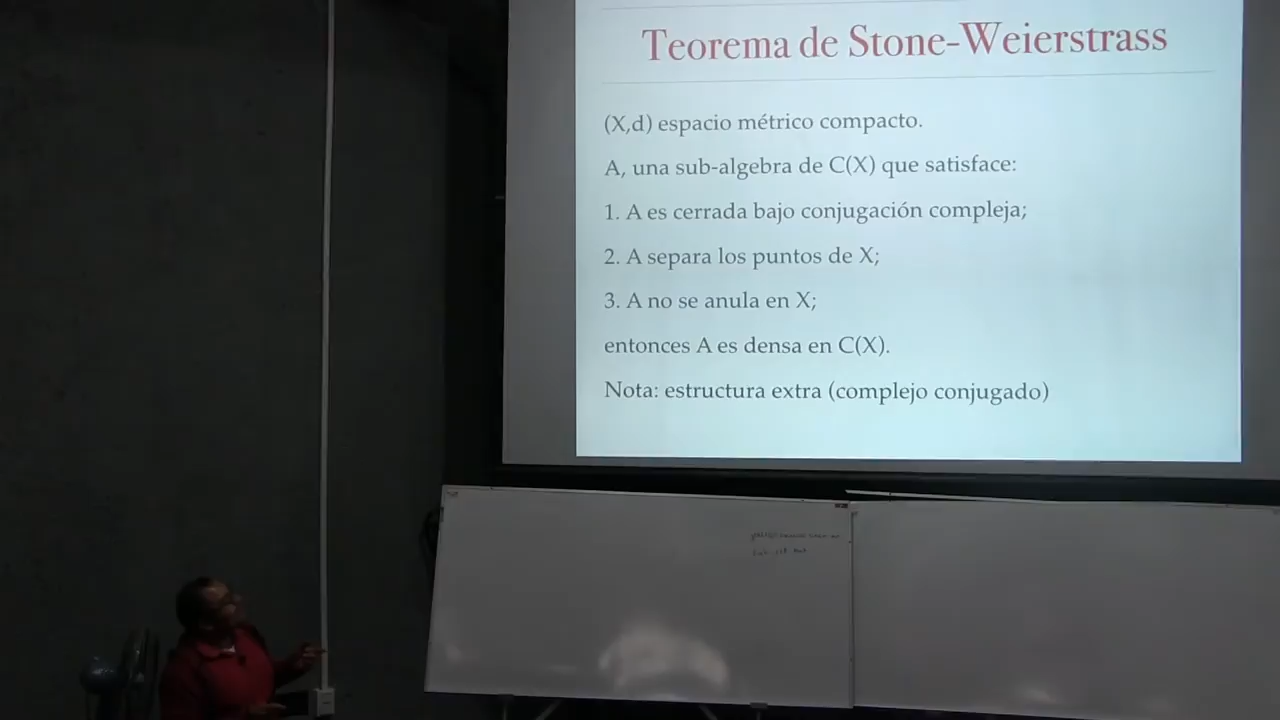 Teorema de Stone-Weierstrass
(X,d) espacio métrico compacto.
A, una sub-algebra de C(X) que satisface:
1. A es cerrada bajo conjugación compleja;
2. A separa los puntos de X;
3. A no se anula en X;
entonces A es densa en C(X).
Nota: estructura extra (complejo conjugado)